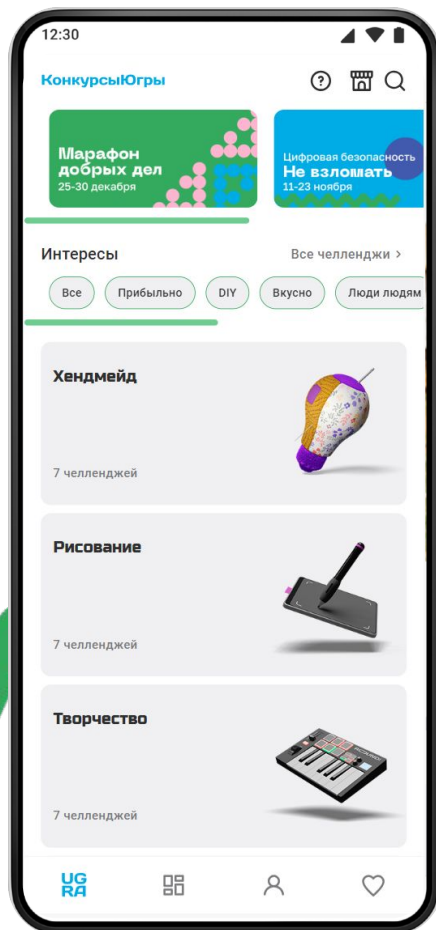 12:30
КонкурсыЮгры
Марафон
добрых дел
25-30 декабря
Цифровая безопасность
Не взломать
11-23 ноября
Интересы
Все челленджи >
Все
Прибыльно
DIY
Вкусно
Люди людям
Хендмейд
7 челленджей
Рисование
7 челленджей
Творчество
7 челленджей
UG
RA